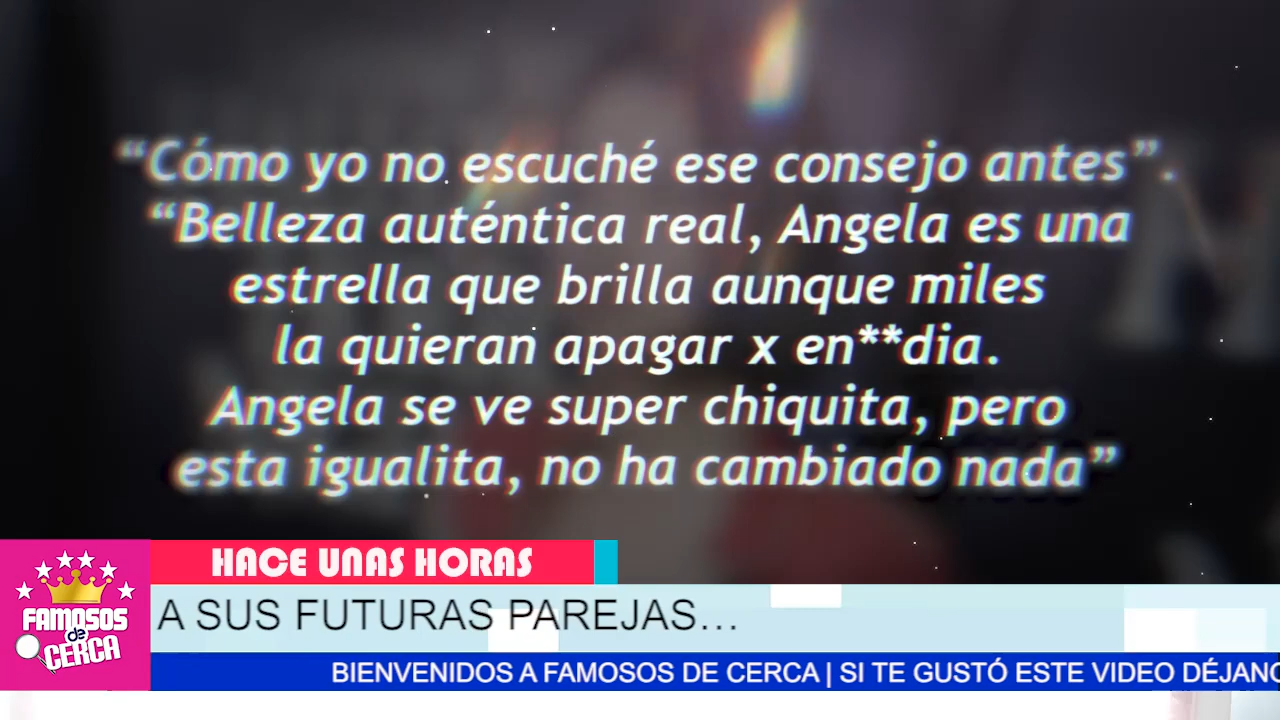 “Cómo yo no escuché ese consejo antes”.
“Belleza auténtica real, Angela es una
estrella que brilla aunque miles
la quieran apagar x en**dia.
Angela se ve super chiquita, pero
esta igualita, no ha cambiado nada”
HACE UNAS HORAS
FAMOSOS
de
CERCA
A SUS FUTURAS PAREJAS...
BIENVENIDOS A FAMOSOS DE CERCA | SI TE GUSTÓ ESTE VIDEO